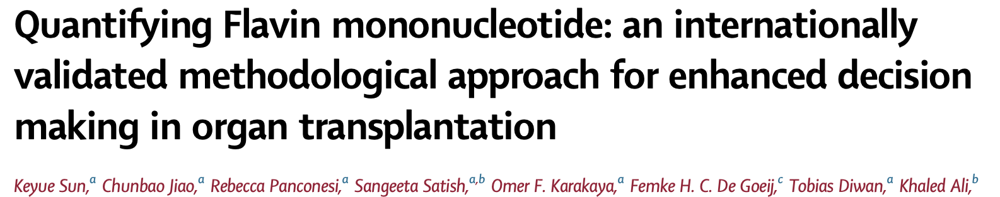 Quantifying Flavin mononucleotide: an internationally
validated methodological approach for enhanced decision
making in organ transplantation
Keyue Sun,a Chunbao Jiao,a Rebecca Panconesi,a Sangeeta Satish,a,b Omer F. Karakaya,a Femke H. C. De Goeij,c Tobias Diwan,a Khaled Ali,b